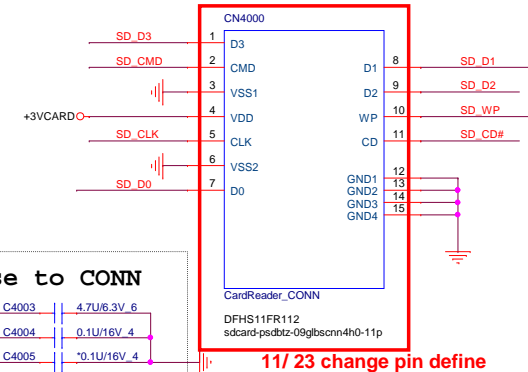 CN4000
SD_D3 1 D3
SD_CMD 2 CMD D1 8 SD_D1
3 VSS1 D2 9 SD_D2
+3VCARD 4 VDD WP 10 SD_WP
SD_CLK 5 CLK CD 11 SD_CD#
6 VSS2
SD_D0 7 D0
GND1 12
GND2 13
GND3 14
GND4 15
se to CONN
CardReader_CONN
C4003 4.7U/6.3V_6
DFHS11FR112
C4004 0.1U/16V_4
sdcard-psdbtz-09glbscnn4h0-11p
C4005 *0.1U/16V_4
11/ 23 change pin define